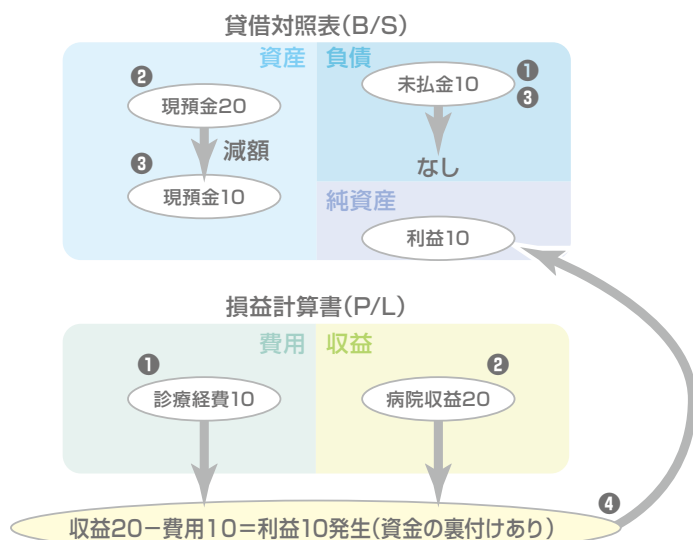 貸借対照表(B/S)
資産 負債
❷
現預金20
未払金10
❶
❸
減額
なし
❸
現預金10
純資産
利益10
損益計算書(P/L)
費用 収益
❶
診療経費10
❷
病院収益20
❹
収益20－費用10＝利益10発生(資金の裏付けあり)